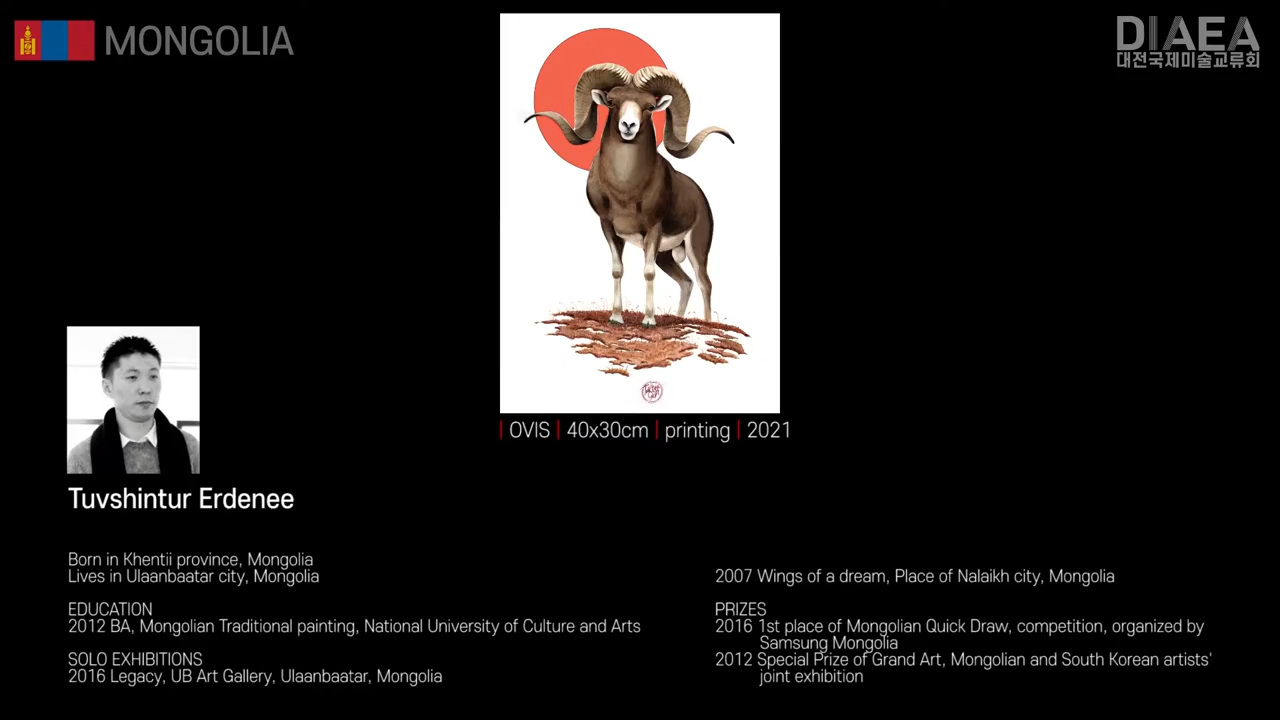 MONGOLIA
DIAEA
대전국제미술교류회
| OVIS | 40x30cm | printing | 2021
Tuvshintur Erdenee
Born in Khentii province, Mongolia
Lives in Ulaanbaatar city, Mongolia
EDUCATION
2012 BA, Mongolian Traditional painting, National University of Culture and Arts
SOLO EXHIBITIONS
2016 Legacy, UB Art Gallery, Ulaanbaatar, Mongolia
2007 Wings of a dream, Place of Nalaikh city, Mongolia
PRIZES
2016 1st place of Mongolian Quick Draw, competition, organized by
Samsung Mongolia
2012 Special Prize of Grand Art, Mongolian and South Korean artists'
joint exhibition